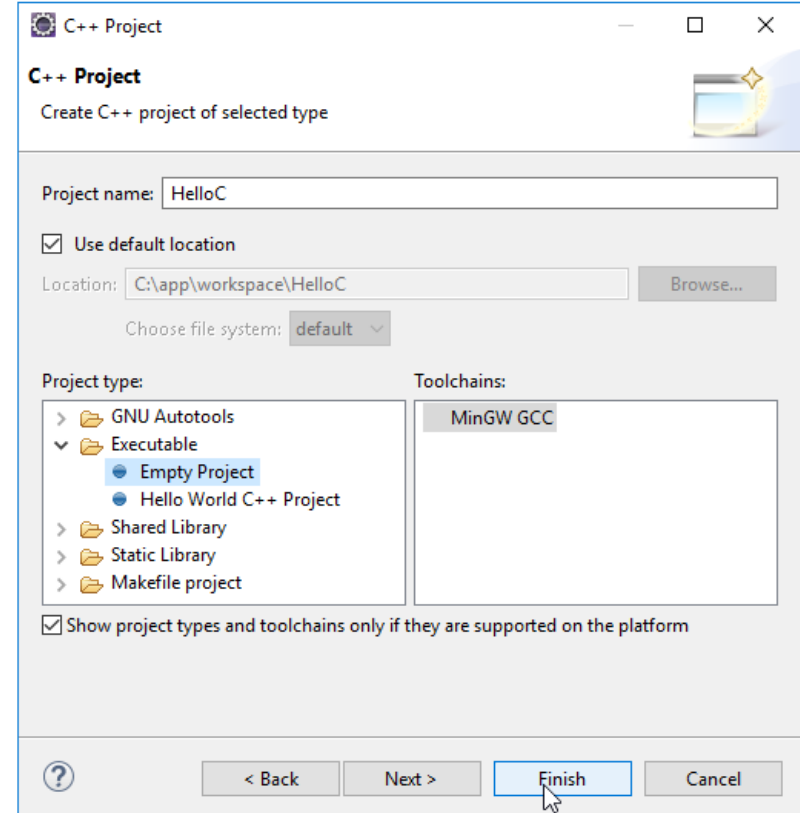 C++ Project
C++ Project
Create C++ project of selected type
Project name: HelloC
Use default location
Location: C:\app\workspace\HelloC Browse...
Choose file system: default
Project type: Toolchains:
GNU Autotools MinGW GCC
Executable
Empty Project
Hello World C++ Project
Shared Library
Static Library
Makefile project
Show project types and toolchains only if they are supported on the platform
? < Back Next > Finish Cancel